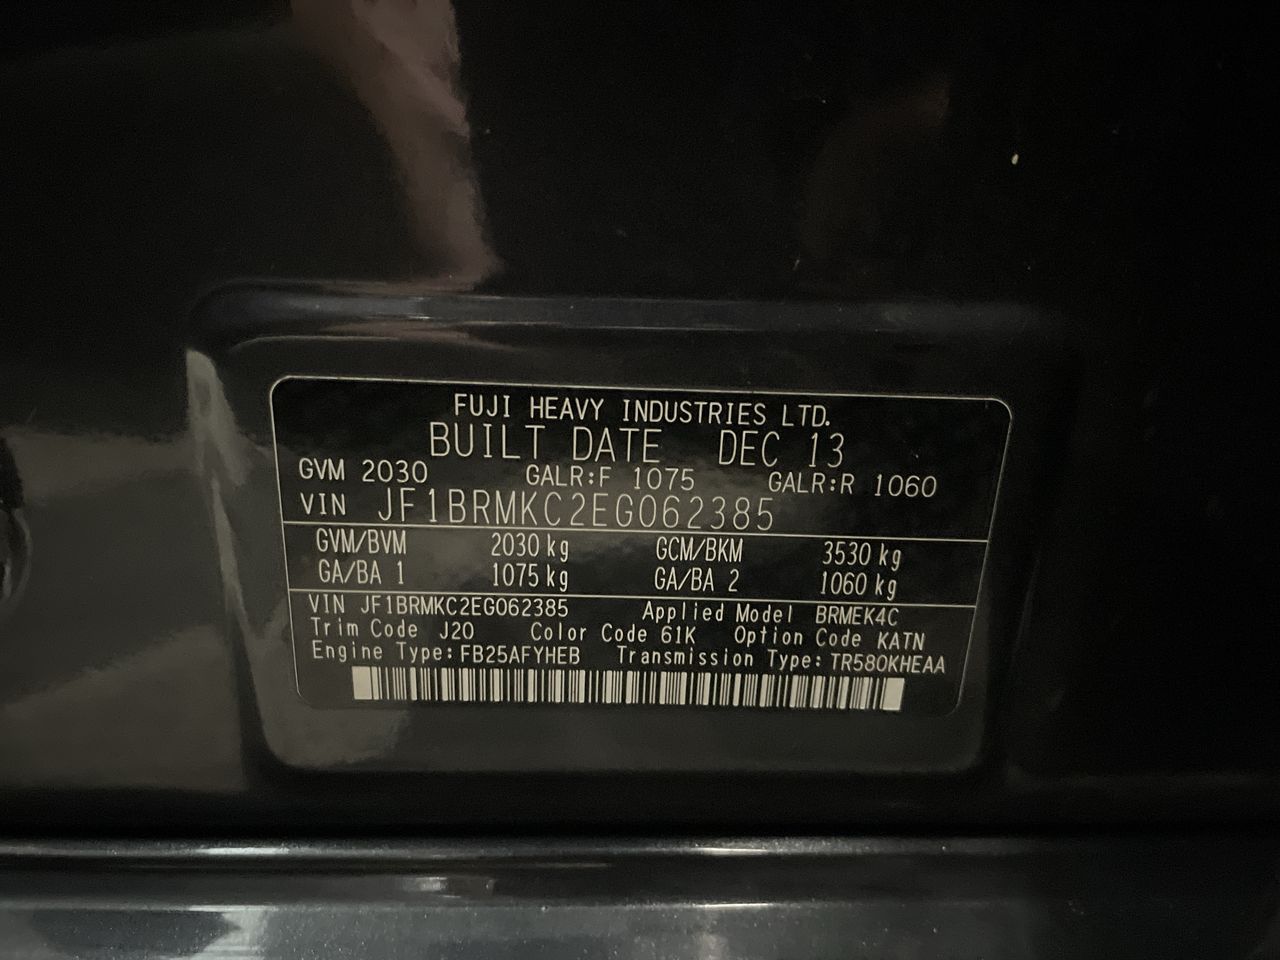 FUJI HEAVY INDUSTRIES LTD.
BUILT DATE DEC 13
GVM 2030 GALR:F 1075 GALR:R 1060
VIN JF1BRMKC2EG062385
GVM/BVM 2030 kg GCM/BKM 3530 kg
GA/BA 1 1075 kg GA/BA 2 1060 kg
VIN JF1BRMKC2EG062385 Applied Model BRMEK4C
Trim Code J20 Color Code 61K Option Code KATN
Engine Type:FB25AFYHEB Transmission Type:TR580KHEAA